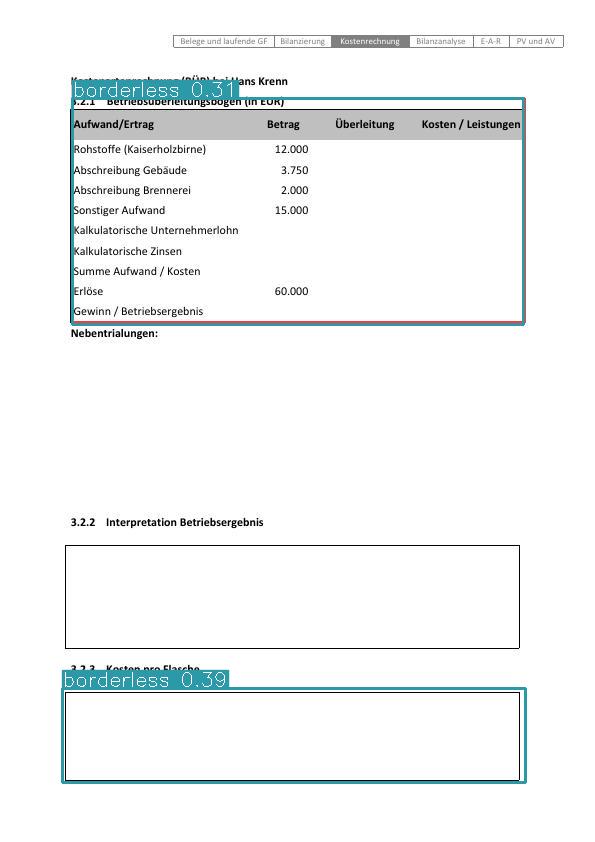 Belege und laufende GF Bilanzierung Kostenrechnung Bilanzanalyse E-A-R PV und AV
Hans Krenn
borderless 0.31
3.2.1 Betriebsüberleitungsbogen (in EUR)
Aufwand/Ertrag Betrag Überleitung Kosten / Leistungen
Rohstoffe (Kaiserholzbirne) 12.000
Abschreibung Gebäude 3.750
Abschreibung Brennerei 2.000
Sonstiger Aufwand 15.000
Kalkulatorische Unternehmerlohn
Kalkulatorische Zinsen
Summe Aufwand / Kosten
Erlöse 60.000
Gewinn / Betriebsergebnis
Nebentrialungen:
3.2.2 Interpretation Betriebsergebnis
3.2.3 Kosten pro Flasche
borderless 0.39